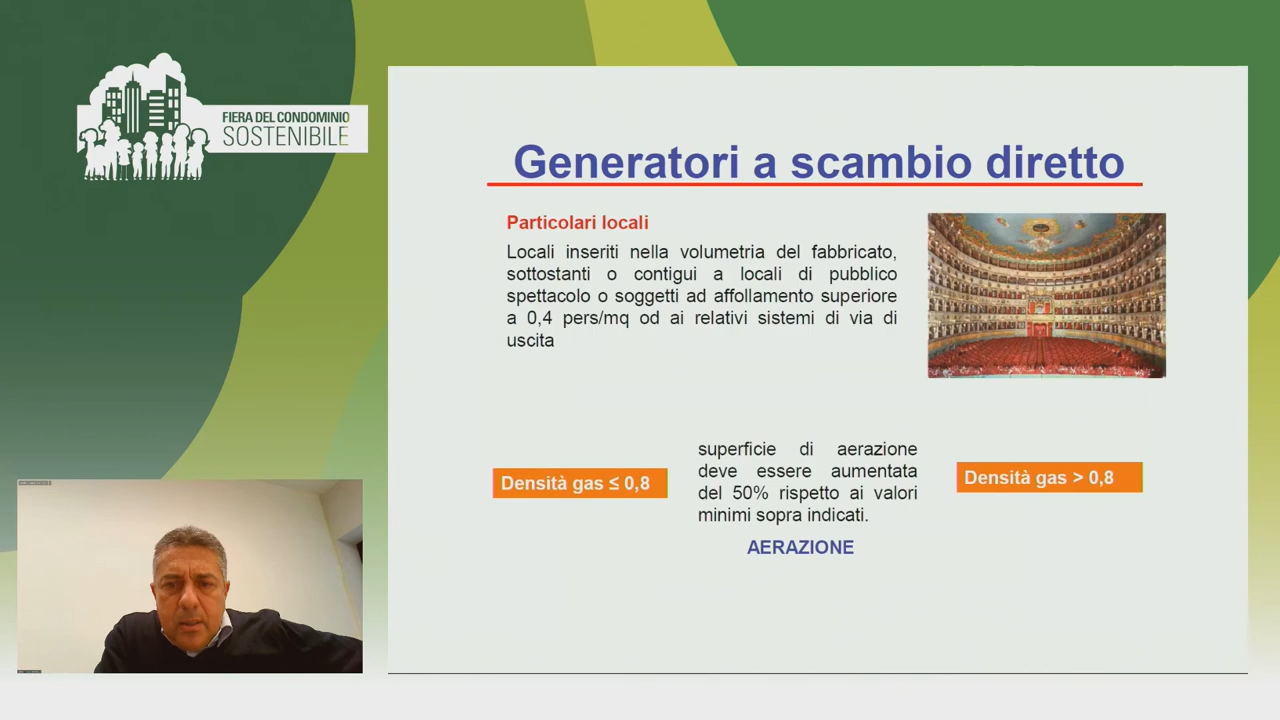 FIERA DEL CONDOMINIO
SOSTENIBILE
Generatori a scambio diretto
Particolari locali
Locali inseriti nella volumetria del fabbricato,
sottostanti o contigui a locali di pubblico
spettacolo o soggetti ad affollamento superiore
a 0,4 pers/mq od ai relativi sistemi di via di
uscita
Densità gas ≤ 0,8
superficie di aerazione
deve essere aumentata
del 50% rispetto ai valori
minimi sopra indicati.
AERAZIONE
Densità gas > 0,8